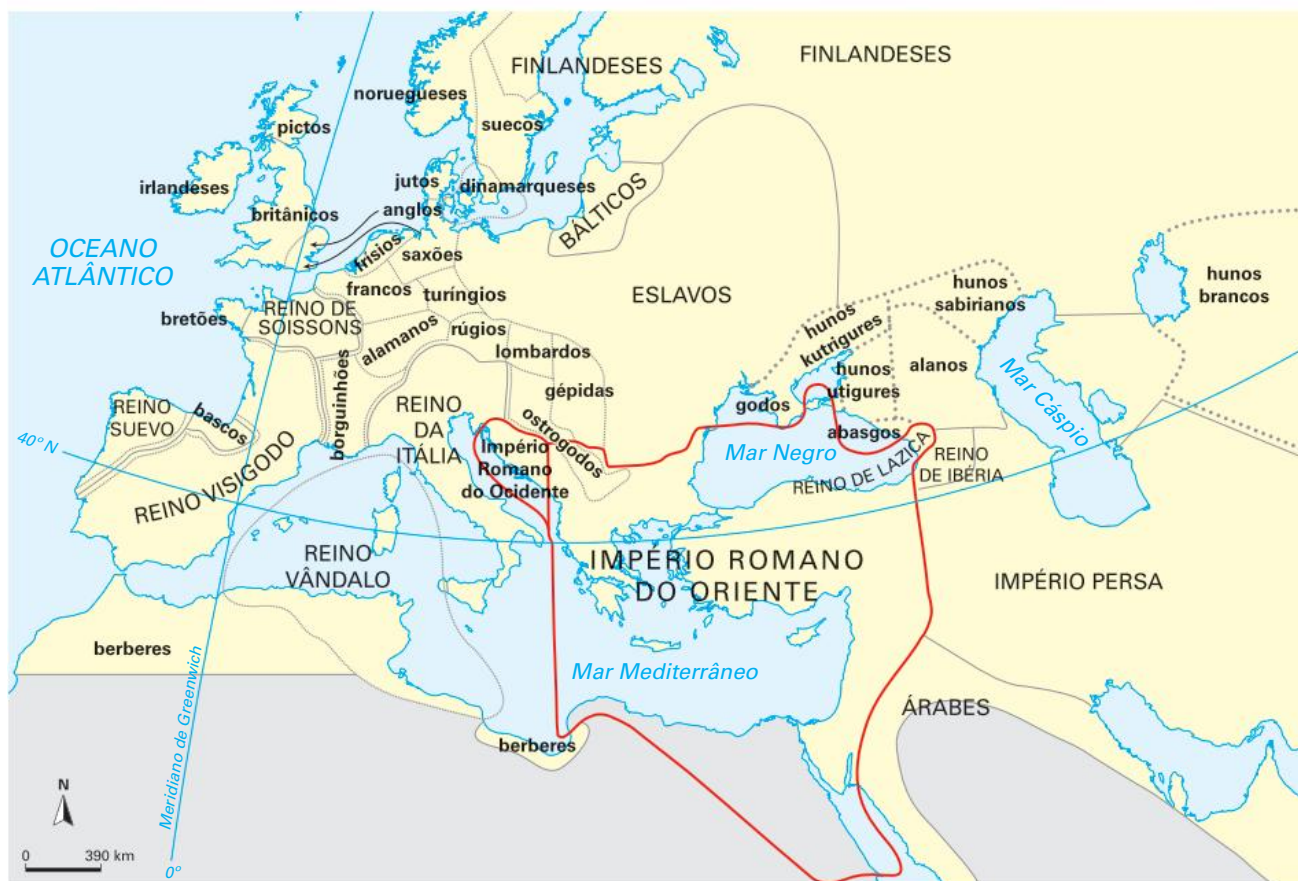 FINLANDESES
FINLANDESES
noruegueses
suecos
pictos
irlandeses
britânicos
jutos
dinamarqueses
anglos
BÁLTICOS
OCEANO
ATLÂNTICO
frísios
saxões
francos
turíngios
ESLAVOS
hunos
sabirianos
hunos
brancos
bretões
REINO DE
SOISSONS
alamanos
rúgios
lombardos
hunos
kutrigures
alanos
Mar Cáspio
borguinhões
gépidas
hunos
utigures
godos
REINO
SUEVO
bascos
REINO
DA
ITÁLIA
ostrogodos
Império
Romano
do Ocidente
Mar Negro
abasgos
REINO DE LAZICA
REINO
DE IBÉRIA
40º N
REINO VISIGODO
REINO
VÂNDALO
IMPÉRIO ROMANO
DO ORIENTE
IMPÉRIO PERSA
berberes
Mar Mediterrâneo
ÁRABES
berberes
Meridiano de Greenwich
0º
N
0 390 km